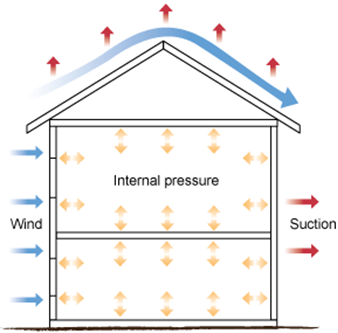 Internal pressure
Wind
Suction